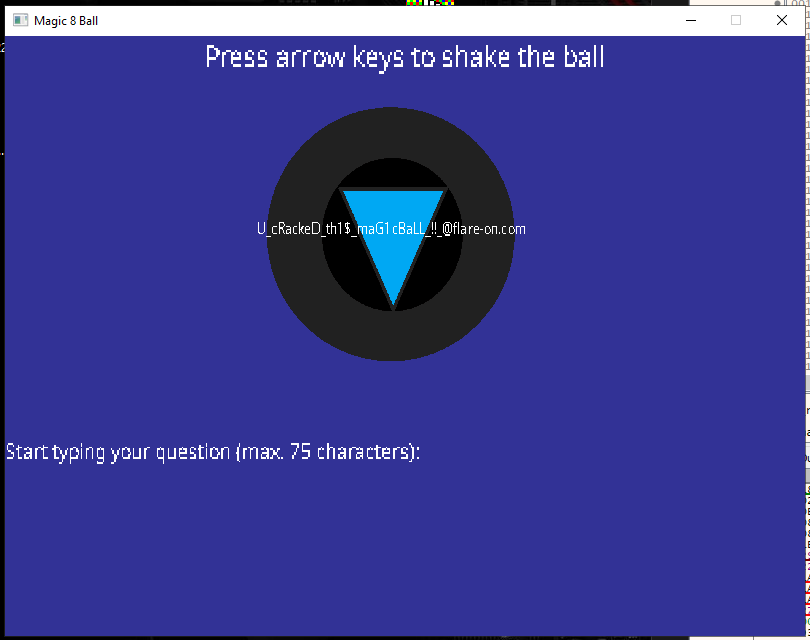 Magic 8 Ball
Press arrow keys to shake the ball
U_cRackeD_th1$_maG1cBaLL_!!_@flare-on.com
Start typing your question (max. 75 characters):